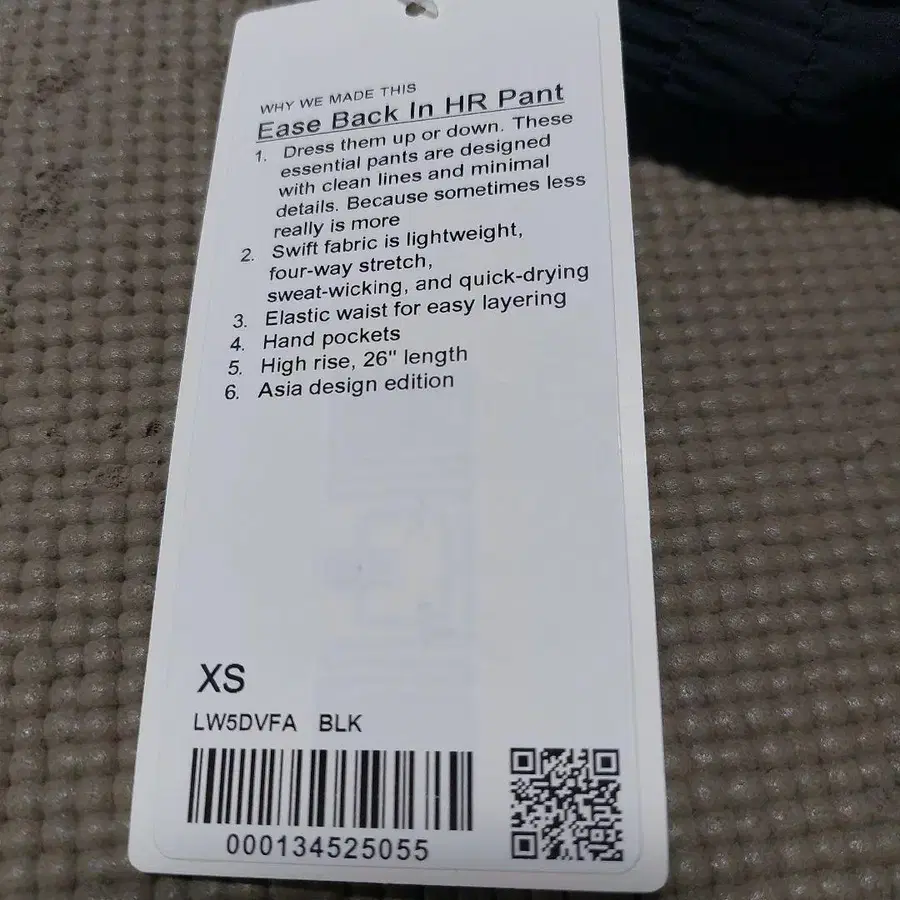 WHY WE MADE THIS
Ease Back In HR Pant
1. Dress them up or down. These
essential pants are designed
with clean lines and minimal
details. Because sometimes less
really is more
2. Swift fabric is lightweight,
four-way stretch,
sweat-wicking, and quick-drying
3. Elastic waist for easy layering
4. Hand pockets
5. High rise, 26" length
6. Asia design edition
XS
LW5DVFA BLK
000134525055